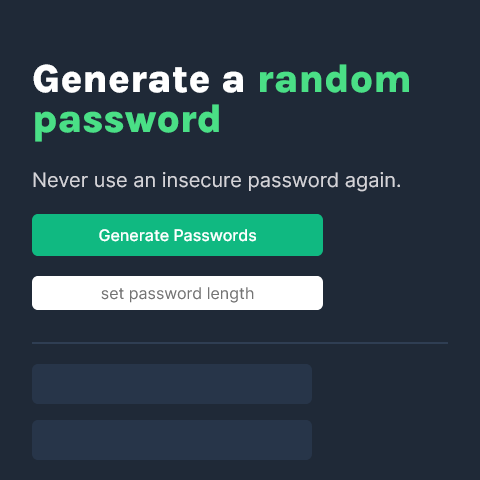 Generate a random
password
Never use an insecure password again.
Generate Passwords
set password length